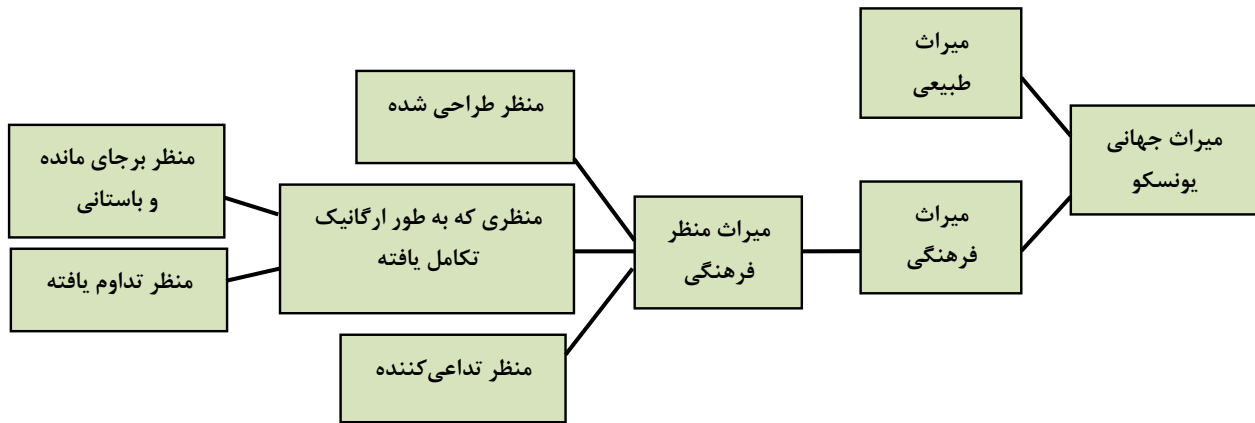 میراث جهانی
یونسکو
میراث
طبیعی
میراث
فرهنگی
میراث منظر
فرهنگی
منظر طراحی شده
منظری که به طور ارگانیک
تکامل یافته
منظر تداعی‌کننده
منظر برجای مانده
و باستانی
منظر تداوم یافته